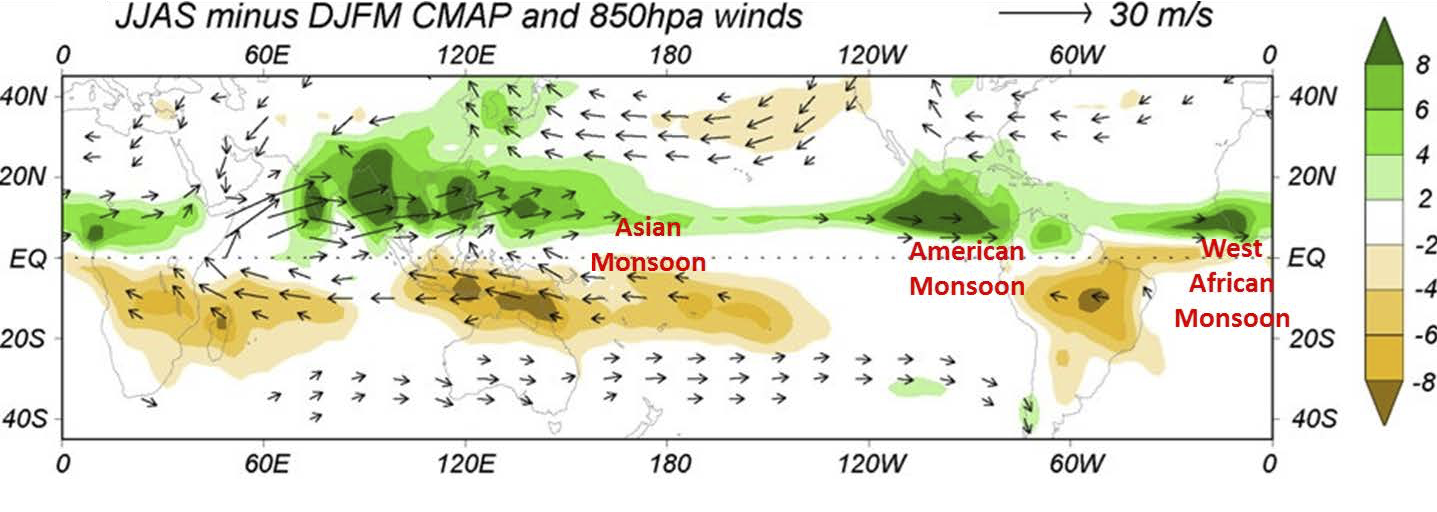 JJAS minus DJFM CMAP and 850hpa winds
30 m/s
0 60E 120E 180 120W 60W 0
40N 40N
20N 20N
EQ EQ
20S 20S
40S 40S
0 60E 120E 180 120W 60W 0
Asian
Monsoon
American
Monsoon
West
African
Monsoon
8
6
4
2
-2
-4
-6
-8